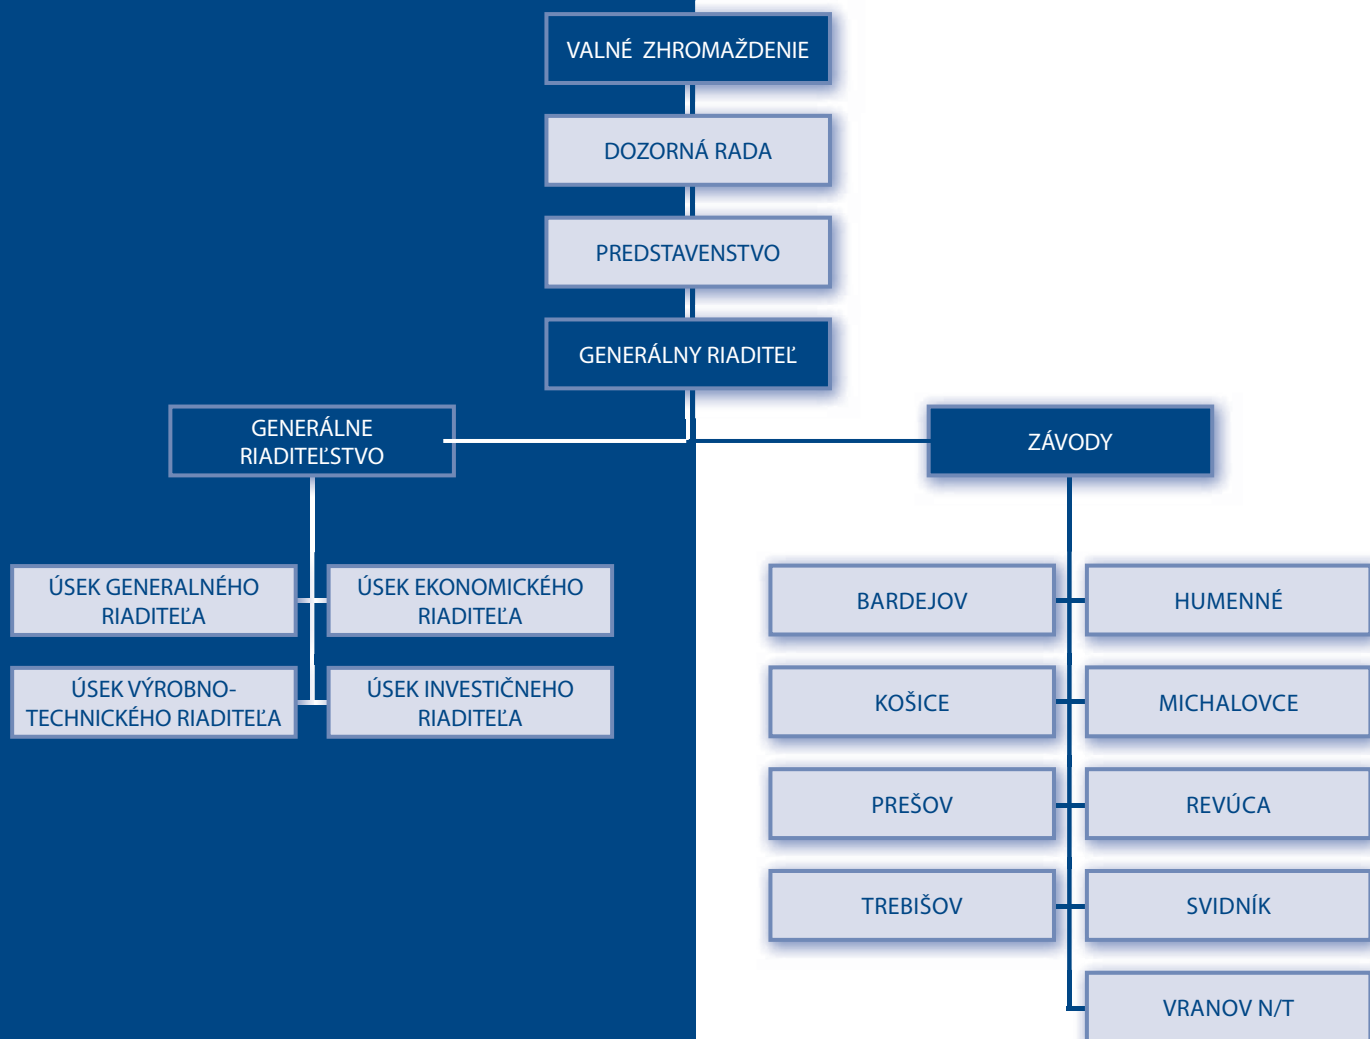 VALNÉ ZHROMAŽDENIE
DOZORNÁ RADA
PREDSTAVENSTVO
GENERÁLNY RIADITEĽ
GENERÁLNE
RIADITEĽSTVO
ZÁVODY
ÚSEK GENERALNÉHO
RIADITEĽA
ÚSEK EKONOMICKÉHO
RIADITEĽA
ÚSEK VÝROBNO-
TECHNICKÉHO RIADITEĽA
ÚSEK INVESTIČNEHO
RIADITEĽA
BARDEJOV
HUMENNÉ
KOŠICE
MICHALOVCE
PREŠOV
REVÚCA
TREBIŠOV
SVIDNÍK
VRANOV N/T